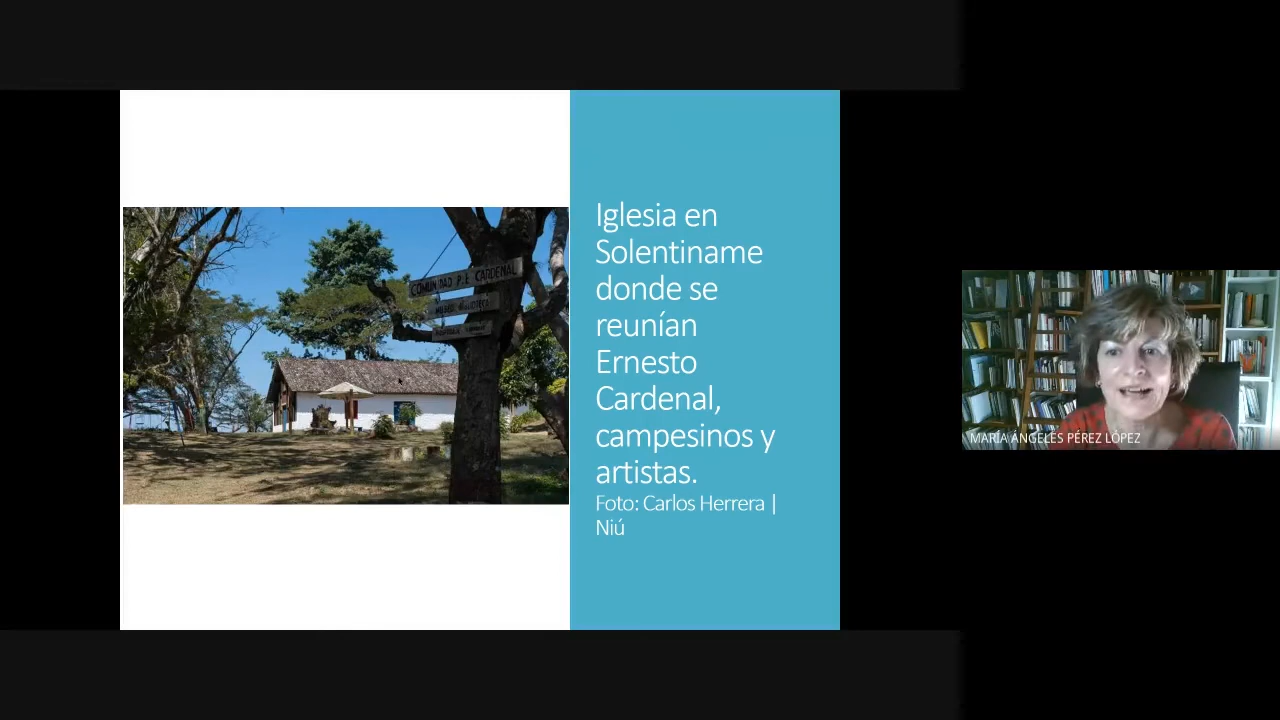 Iglesia en
Solentiname
donde se
reunían
Ernesto
Cardenal,
campesinos y
artistas.
Foto: Carlos Herrera |
Niú
COMUNIDAD P. E CARDENAL
MARÍA ÁNGELES PÉREZ LÓPEZ